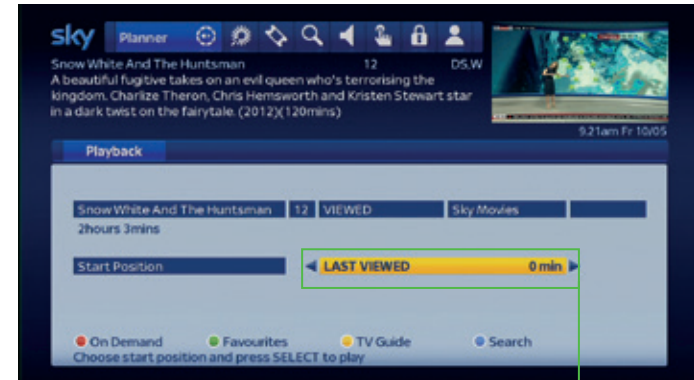 sky Planner
Snow White And The Huntsman 12 DS,W
A beautiful fugitive takes on an evil queen who's terrorising the
kingdom. Charlize Theron, Chris Hemsworth and Kristen Stewart star
in a dark twist on the fairytale. (2012)(120mins)
9.21am Fr 10/05
Playback
Snow White And The Huntsman 12 VIEWED Sky Movies
2hours 3mins
Start Position LAST VIEWED 0 min
On Demand Favourites TV Guide Search
Choose start position and press SELECT to play